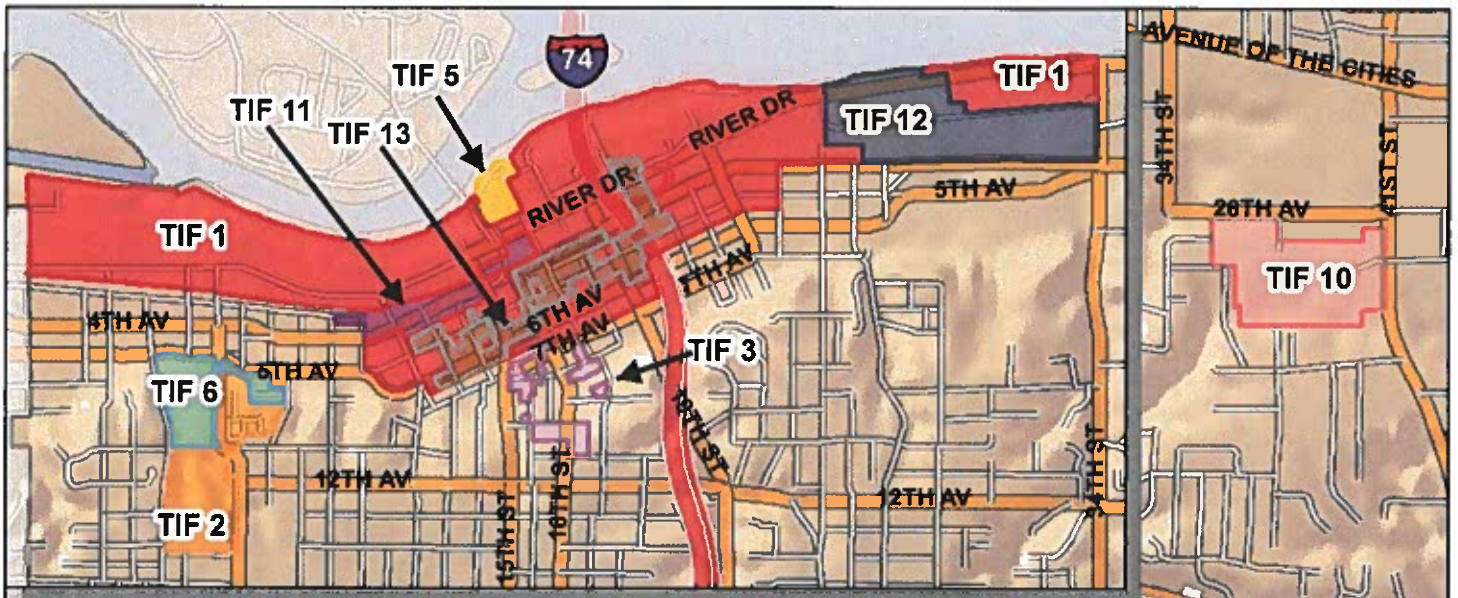 74
TIF 5
TIF 11
TIF 13
TIF 1
TIF 12
RIVER DR
RIVER DR
5TH AV
TIF 1
7TH AV
6TH AV
7TH AV
4TH AV
TIF 3
6TH AV
TIF 6
TIF 2
12TH AV
15TH ST
16TH ST
19TH ST
12TH AV
34TH ST
AVENUE OF THE CITIES
34TH ST
41ST ST
26TH AV
TIF 10